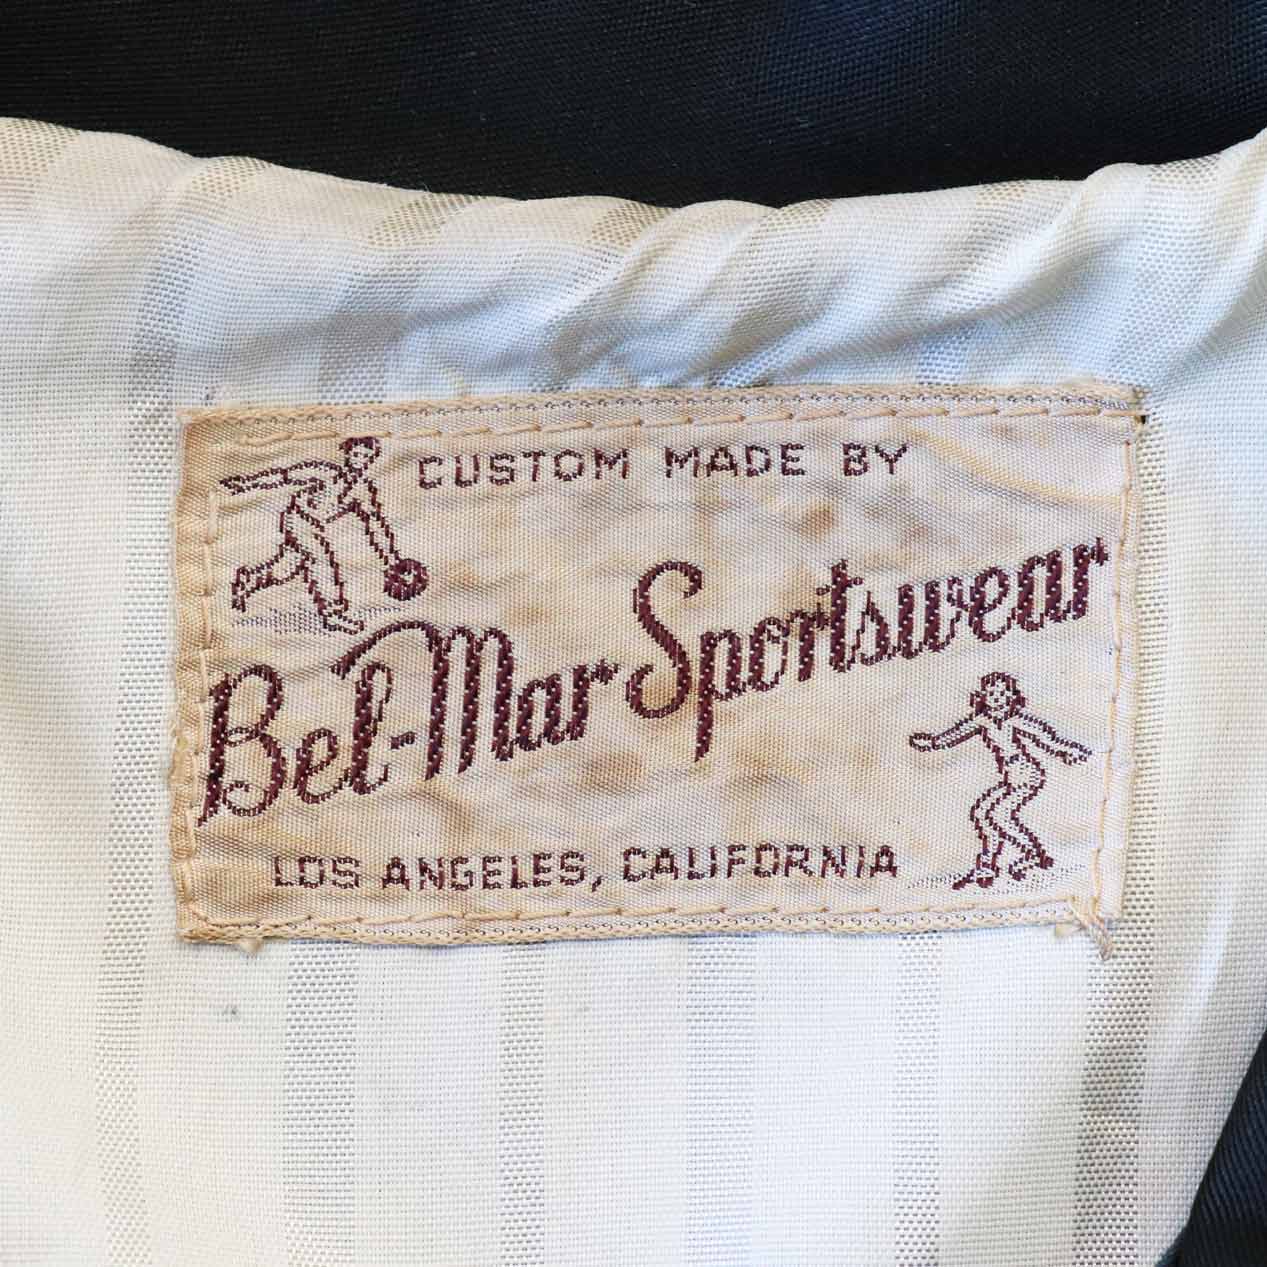 CUSTOM MADE BY
Bel-Mar Sportswear
LOS ANGELES, CALIFORNIA